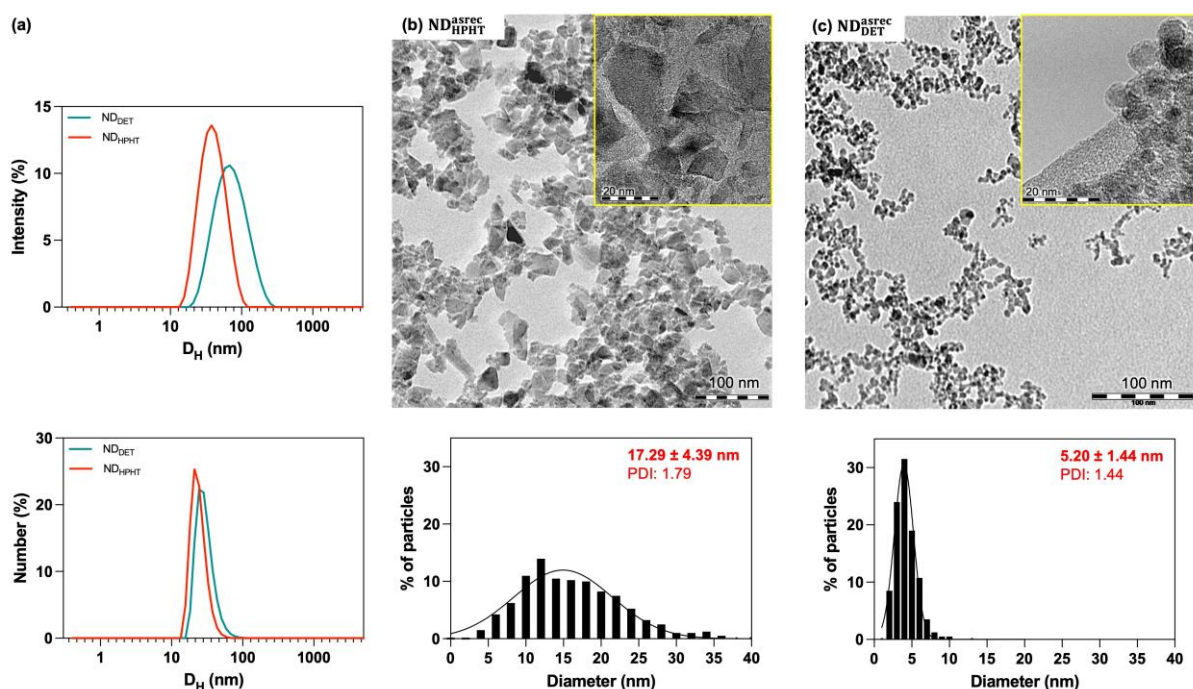 (a)
15
10
5
0
Intensity (%)
ND_DET
ND_HPHT
1 10 100 1000
D_H (nm)
30
20
10
0
Number (%)
ND_DET
ND_HPHT
1 10 100 1000
D_H (nm)
(b) ND^asrec_HPHT
20 nm
100 nm
30
20
10
0
% of particles
17.29 ± 4.39 nm
PDI: 1.79
0 5 10 15 20 25 30 35 40
Diameter (nm)
(c) ND^asrec_DET
20 nm
100 nm
100 nm
30
20
10
0
% of particles
5.20 ± 1.44 nm
PDI: 1.44
0 5 10 15 20 25 30 35 40
Diameter (nm)